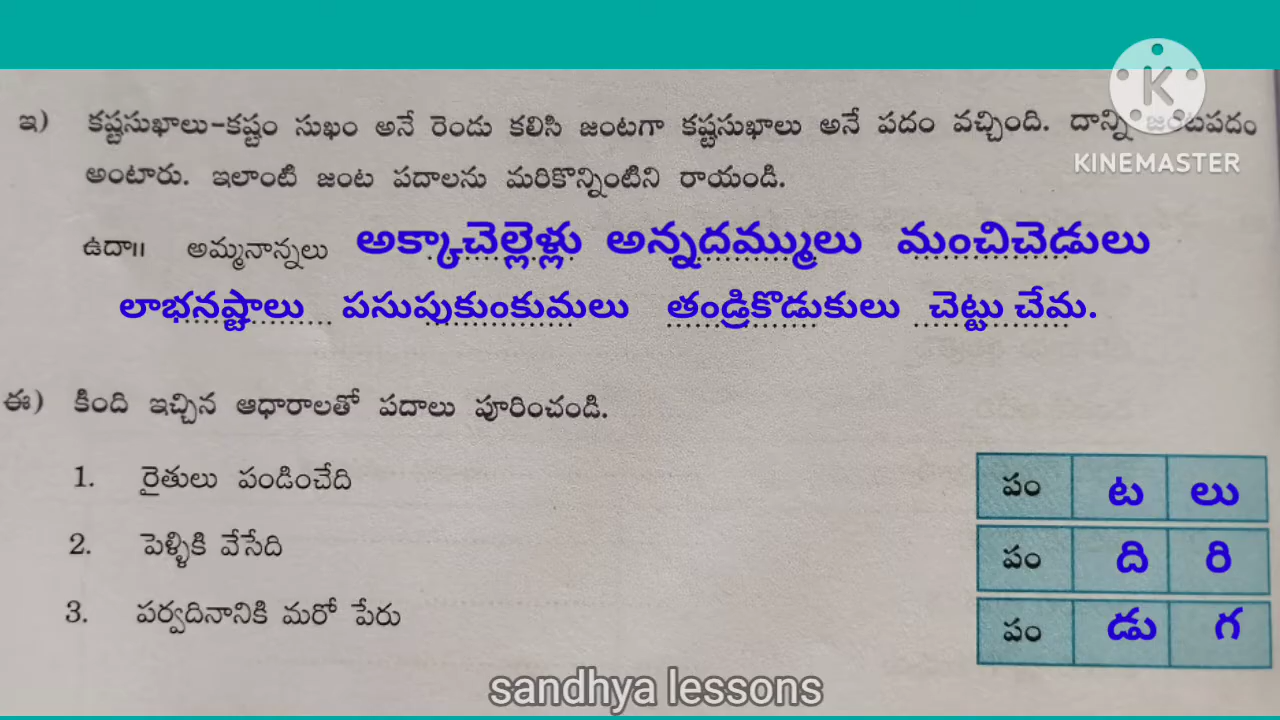 ఇ) కష్టసుఖాలు-కష్టం సుఖం అనే రెండు కలిసి జంటగా కష్టసుఖాలు అనే పదం వచ్చింది. దాన్ని జంటపదం
KINEMASTER
అంటారు. ఇలాంటి జంట పదాలను మరికొన్నింటిని రాయండి.
ఉదా॥ అమ్మనాన్నలు అక్కాచెల్లెళ్లు అన్నదమ్ములు మంచిచెడులు
లాభనష్టాలు పసుపుకుంకుమలు తండ్రికొడుకులు చెట్టు చేమ.
ఈ) కింది ఇచ్చిన ఆధారాలతో పదాలు పూరించండి.
1. రైతులు పండించేది పం ట లు
2. పెళ్ళికి వేసేది పం ది రి
3. పర్వదినానికి మరో పేరు పం డు గ
sandhya lessons